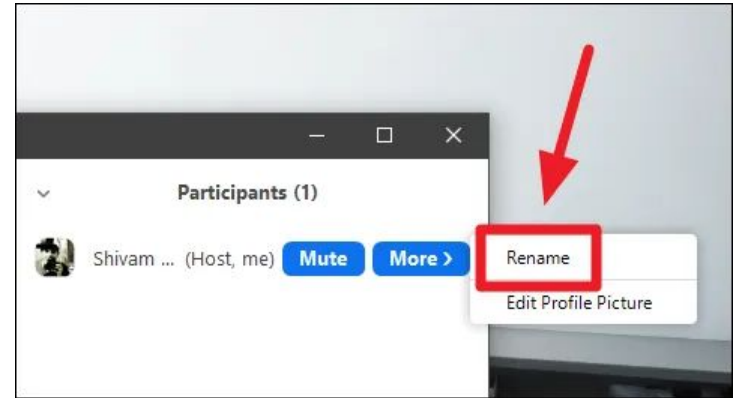 Participants (1)
Shivam ... (Host, me) Mute More >
Rename
Edit Profile Picture